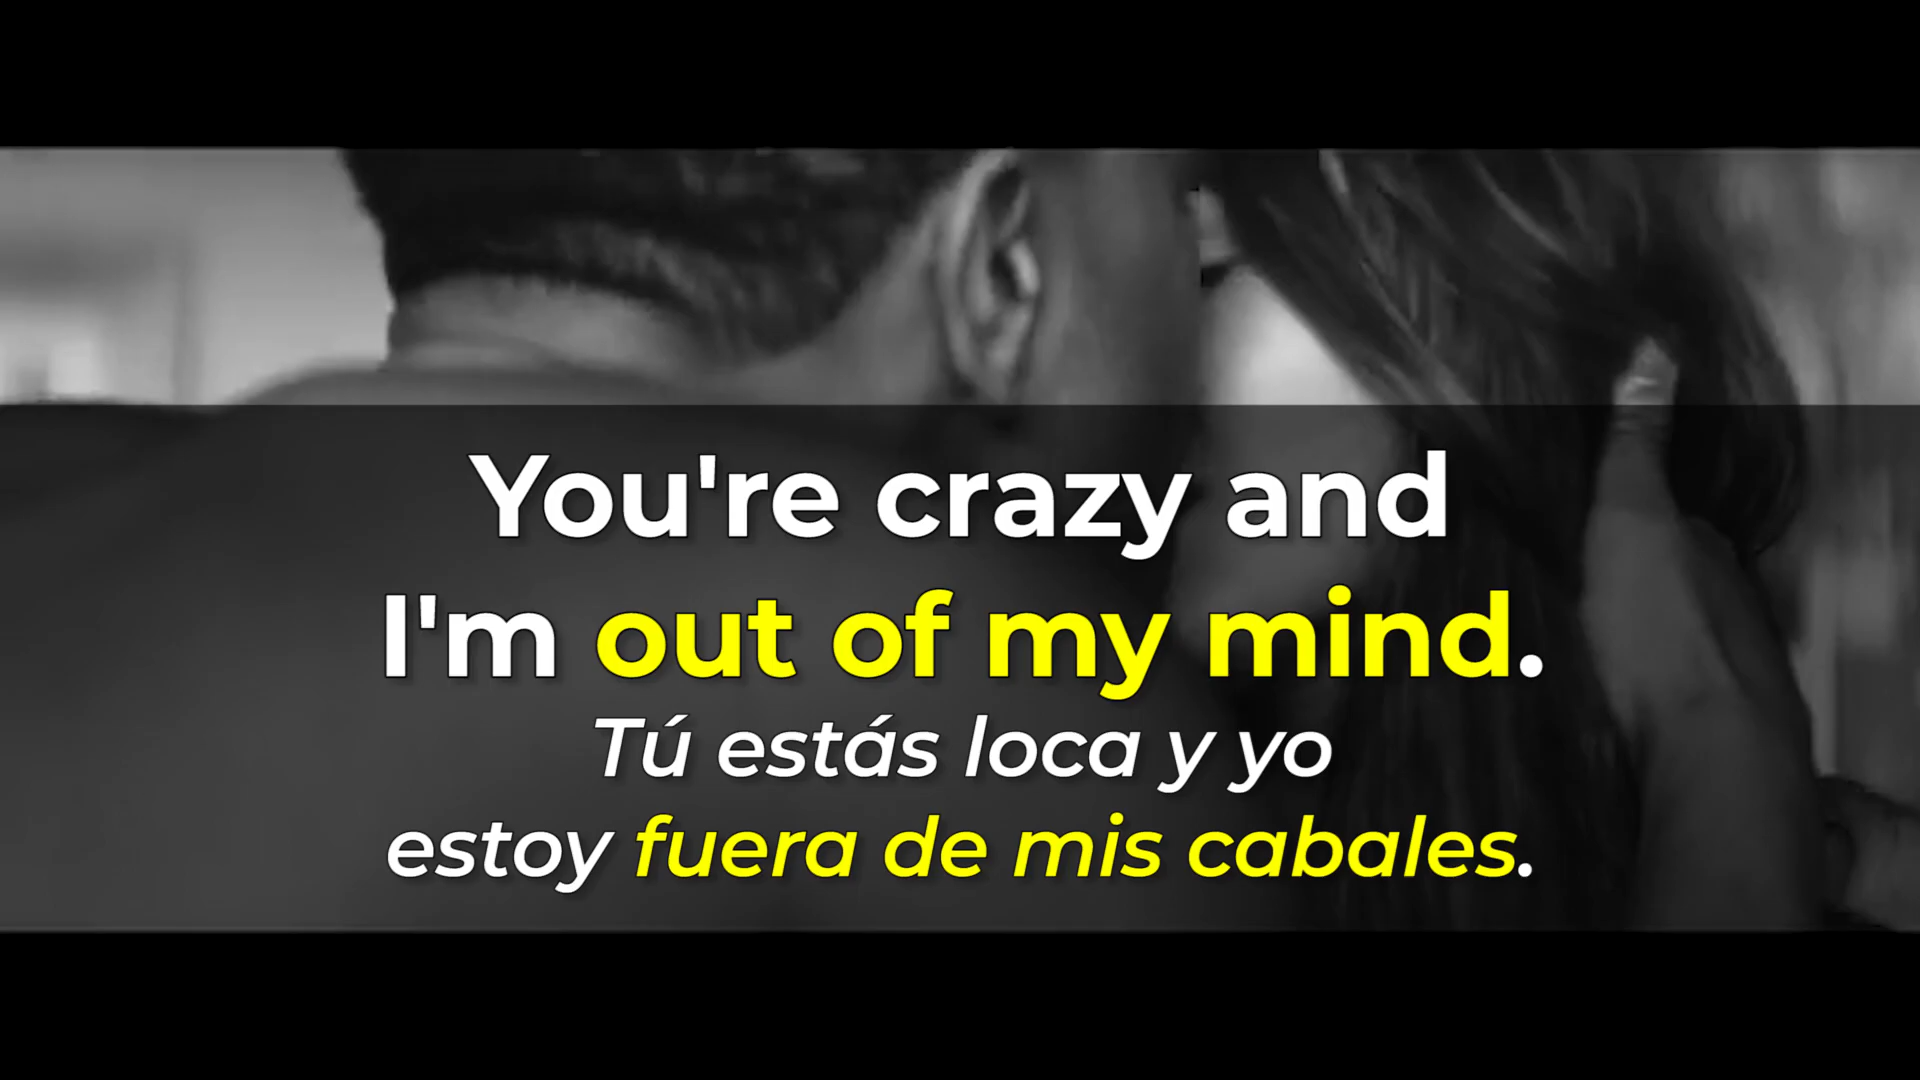 You're crazy and
I'm out of my mind.
Tú estás loca y yo
estoy fuera de mis cabales.